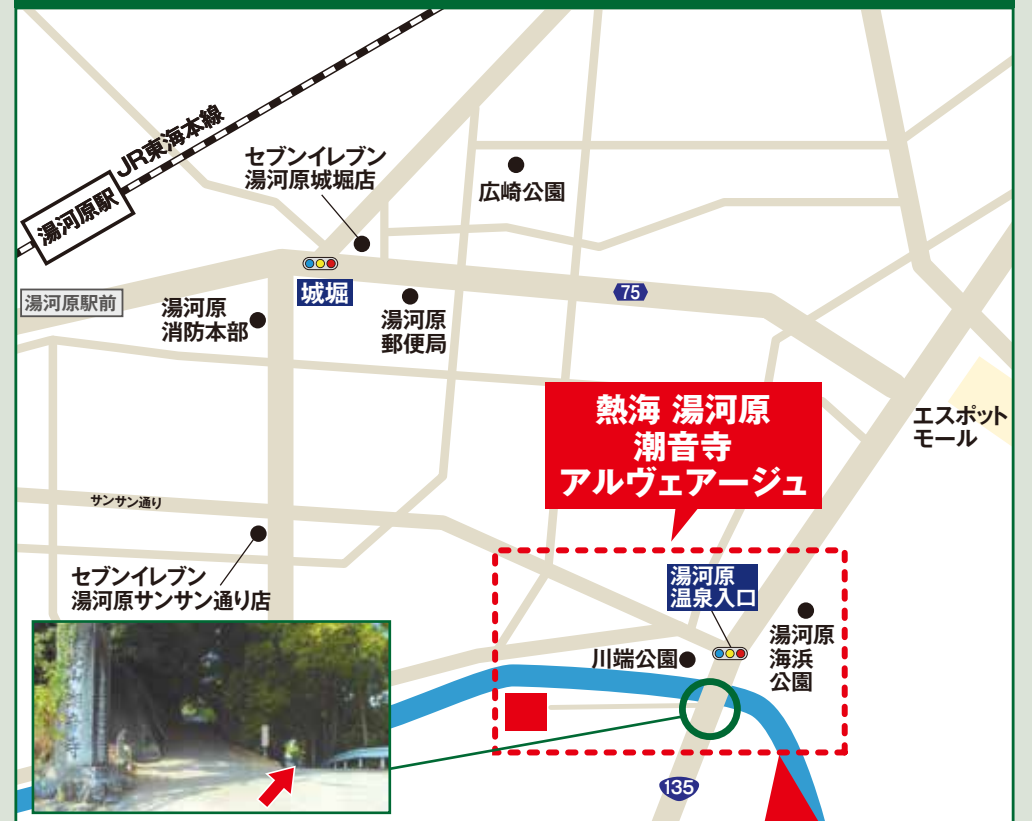 JR東海本線
湯河原駅
セブンイレブン
湯河原城堀店
広崎公園
湯河原駅前
城堀
75
湯河原
消防本部
湯河原
郵便局
熱海 湯河原
潮音寺
アルヴェアージュ
エスポット
モール
サンサン通り
セブンイレブン
湯河原サンサン通り店
湯河原
温泉入口
川端公園
湯河原
海浜
公園
135